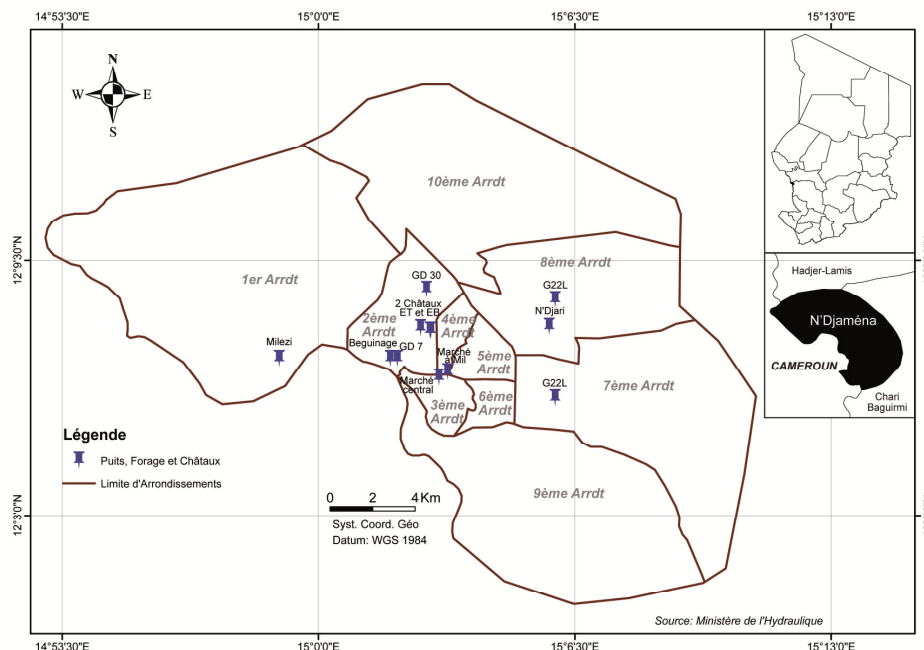 14°53'30"E 15°0'0"E 15°6'30"E 15°13'0"E
N
W E
S
10ème Arrdt
12°9'30"N
1er Arrdt
8ème Arrdt
GD 30
G22L
2 Châtaux
ET et EB
N'Djari
2ème
Arrdt
4ème
Arrdt
Milezi
Beguinage
GD 7
Marché
à Mil
5ème
Arrdt
Marché
central
G22L
7ème Arrdt
3ème
Arrdt
6ème
Arrdt
9ème Arrdt
12°3'0"N
Légende
Puits, Forage et Châtaux
Limite d'Arrondissements
0 2 4 Km
Syst. Coord. Géo
Datum: WGS 1984
Hadjer-Lamis
N'Djaména
CAMEROUN
Chari
Baguirmi
Source: Ministère de l'Hydraulique
14°53'30"E 15°0'0"E 15°6'30"E 15°13'0"E